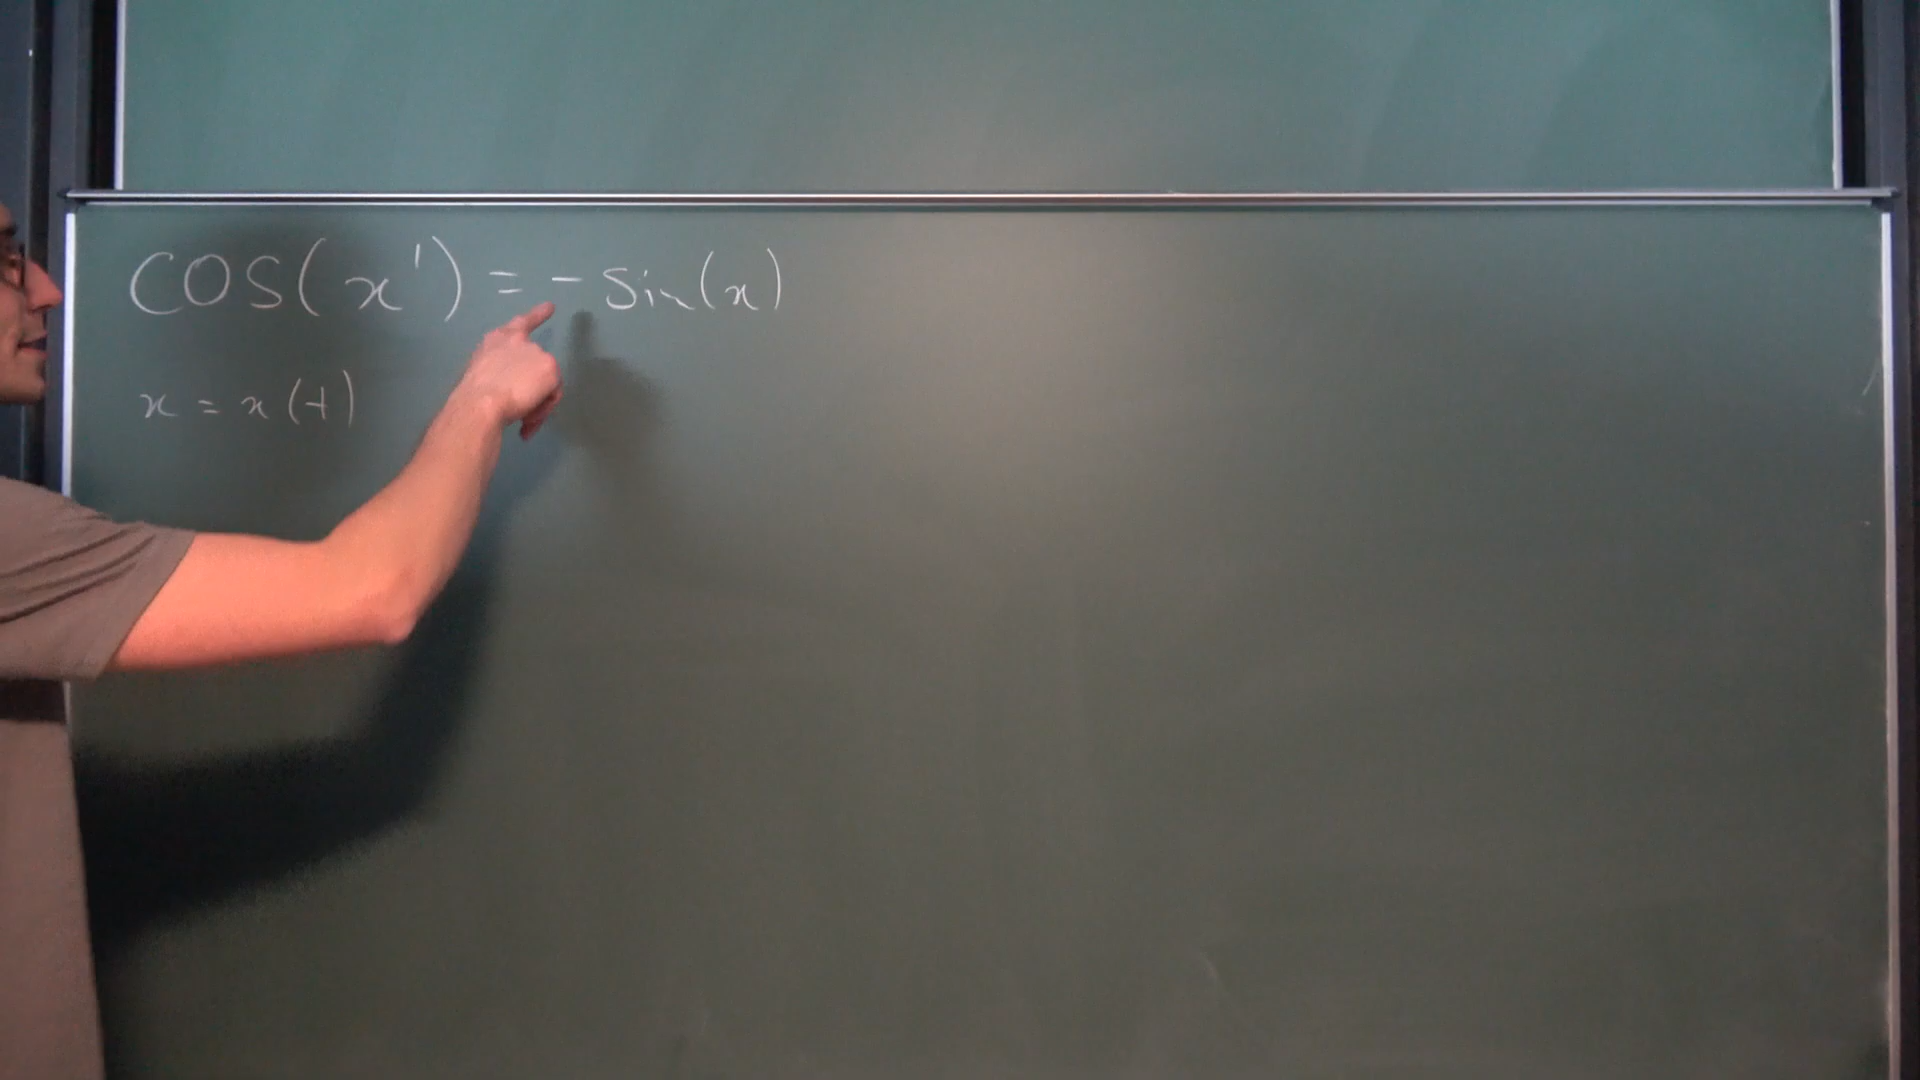 cos(x') = - sin(x)
x = x(t)